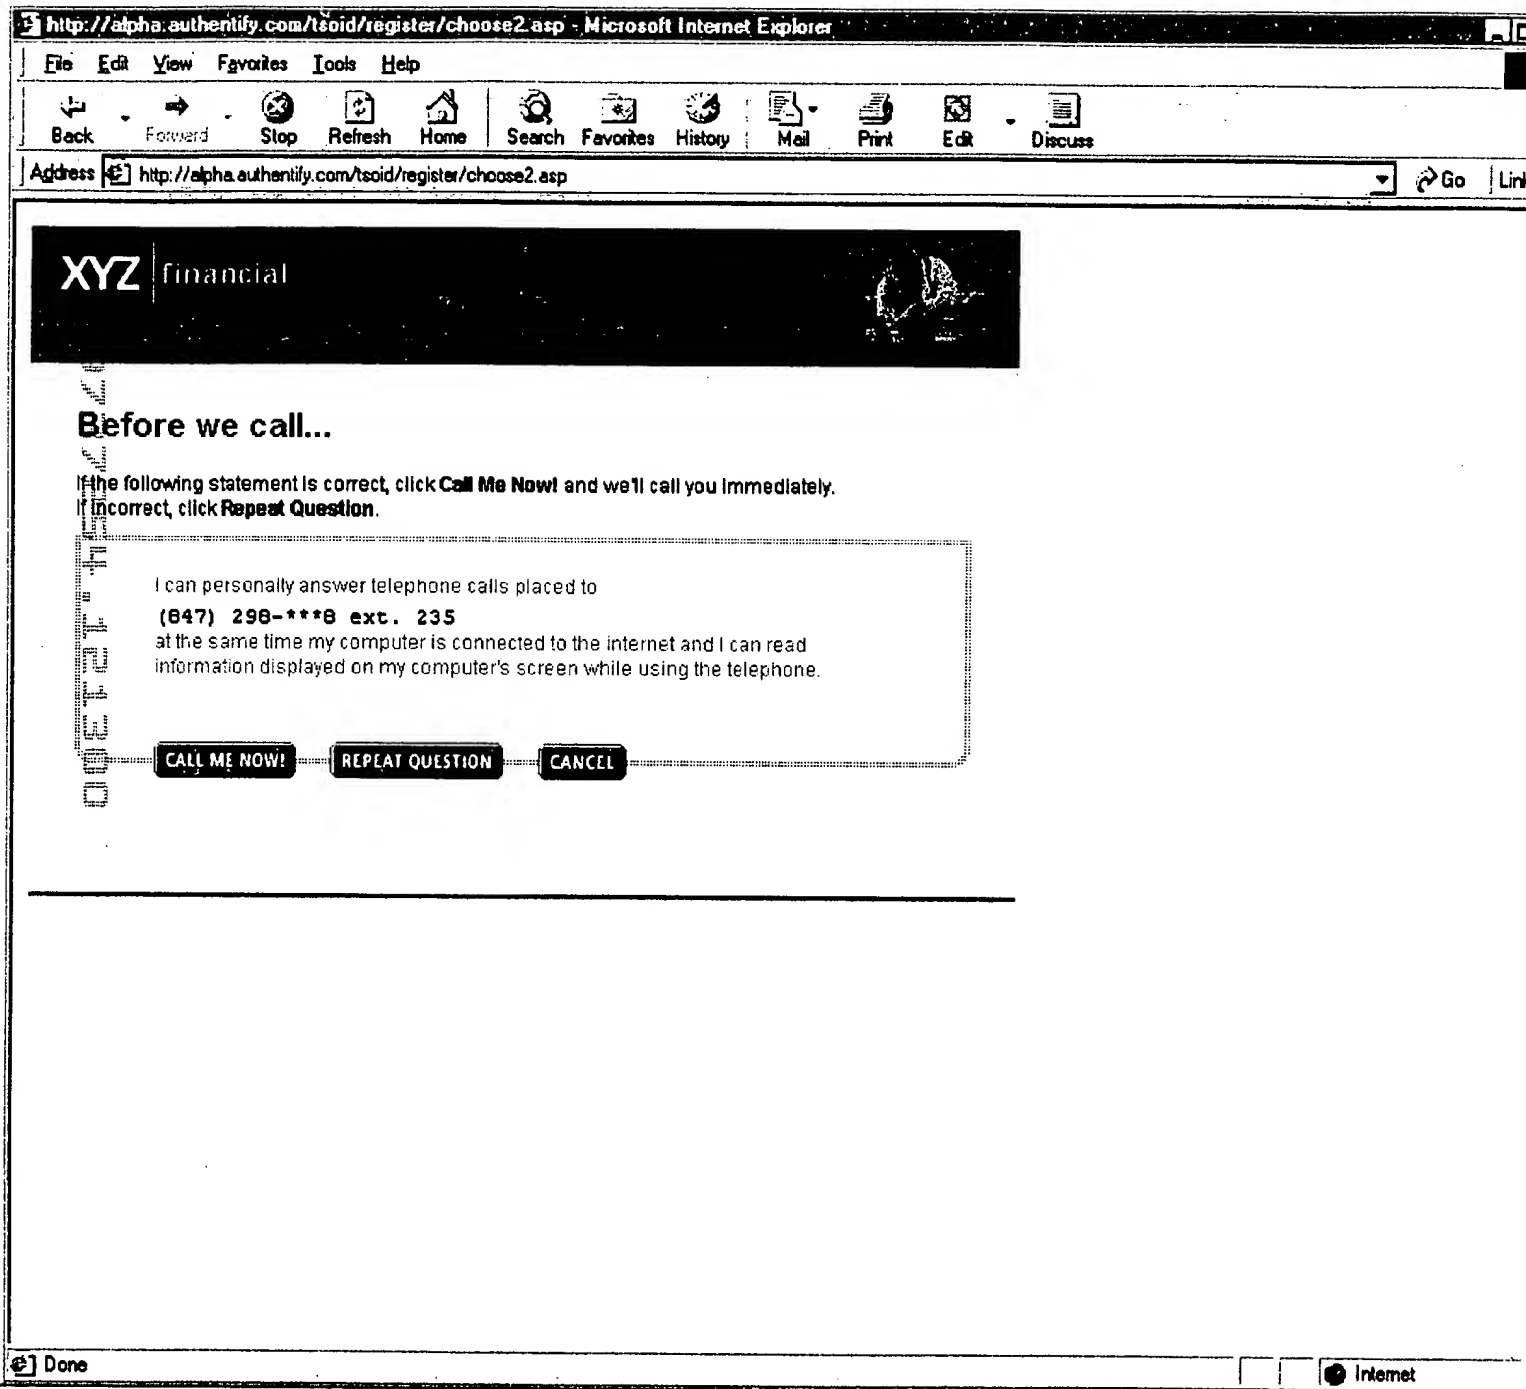 http://alpha.authentify.com/tsoid/register/choose2.asp - Microsoft Internet Explorer
File Edit View Favorites Tools Help
Back Forward Stop Refresh Home Search Favorites History Mail Print Edit Discuss
Address http://alpha.authentify.com/tsoid/register/choose2.asp Go
XYZ financial
Before we call...
If the following statement is correct, click Call Me Now! and we'll call you immediately.
If incorrect, click Repeat Question.
I can personally answer telephone calls placed to
(847) 298-***8 ext. 235
at the same time my computer is connected to the internet and I can read
information displayed on my computer's screen while using the telephone.
CALL ME NOW! REPEAT QUESTION CANCEL
Done Internet